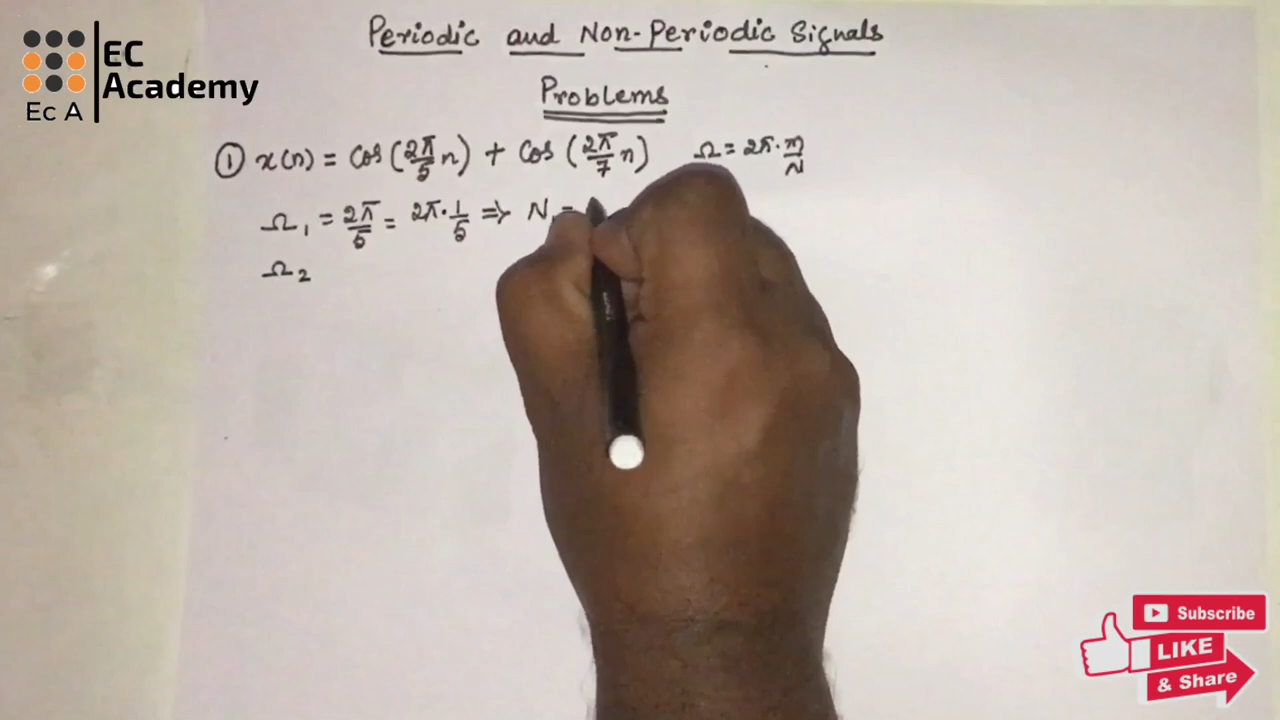 EC
Academy
Ec A
Periodic and Non-Periodic Signals
Problems
① x(n) = Cos(2π/5 n) + Cos(2π/7 n) Ω = 2π·m/N
Ω₁ = 2π/5 = 2π·1/5 ⇒ N₁ =
Ω₂
Subscribe
LIKE
& Share